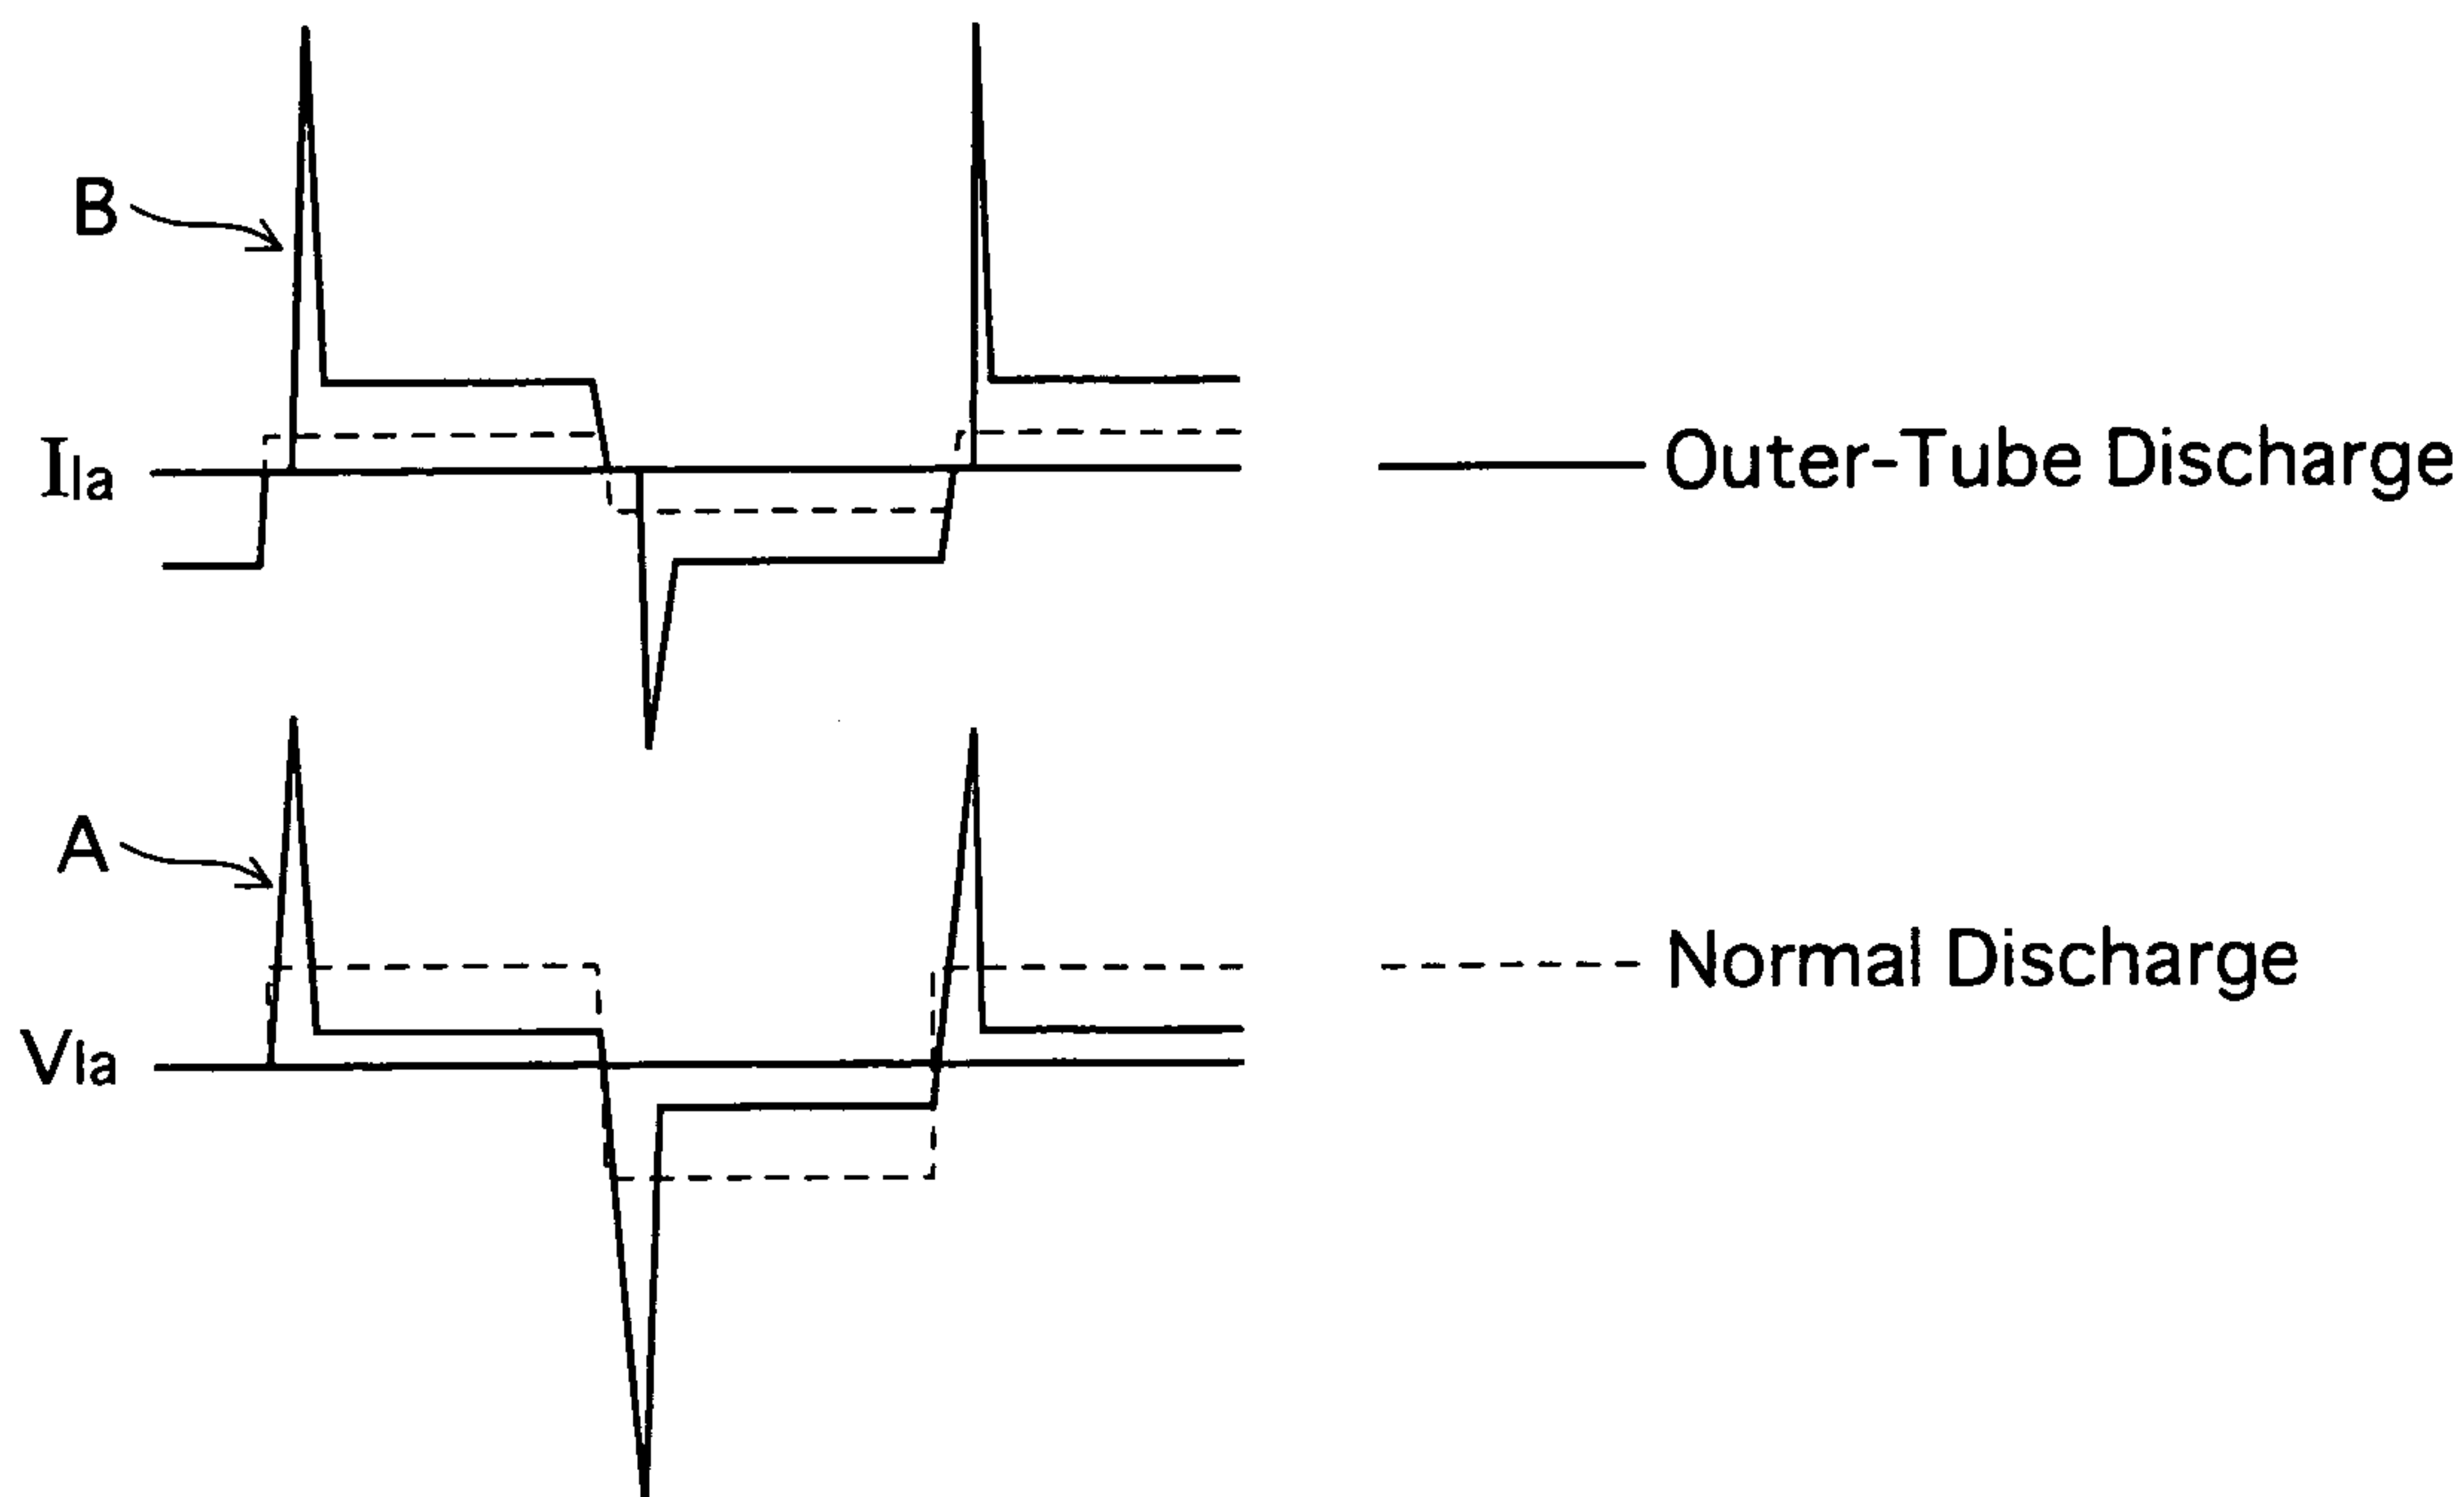 B
Ila
Outer-Tube Discharge
A
Normal Discharge
Vla